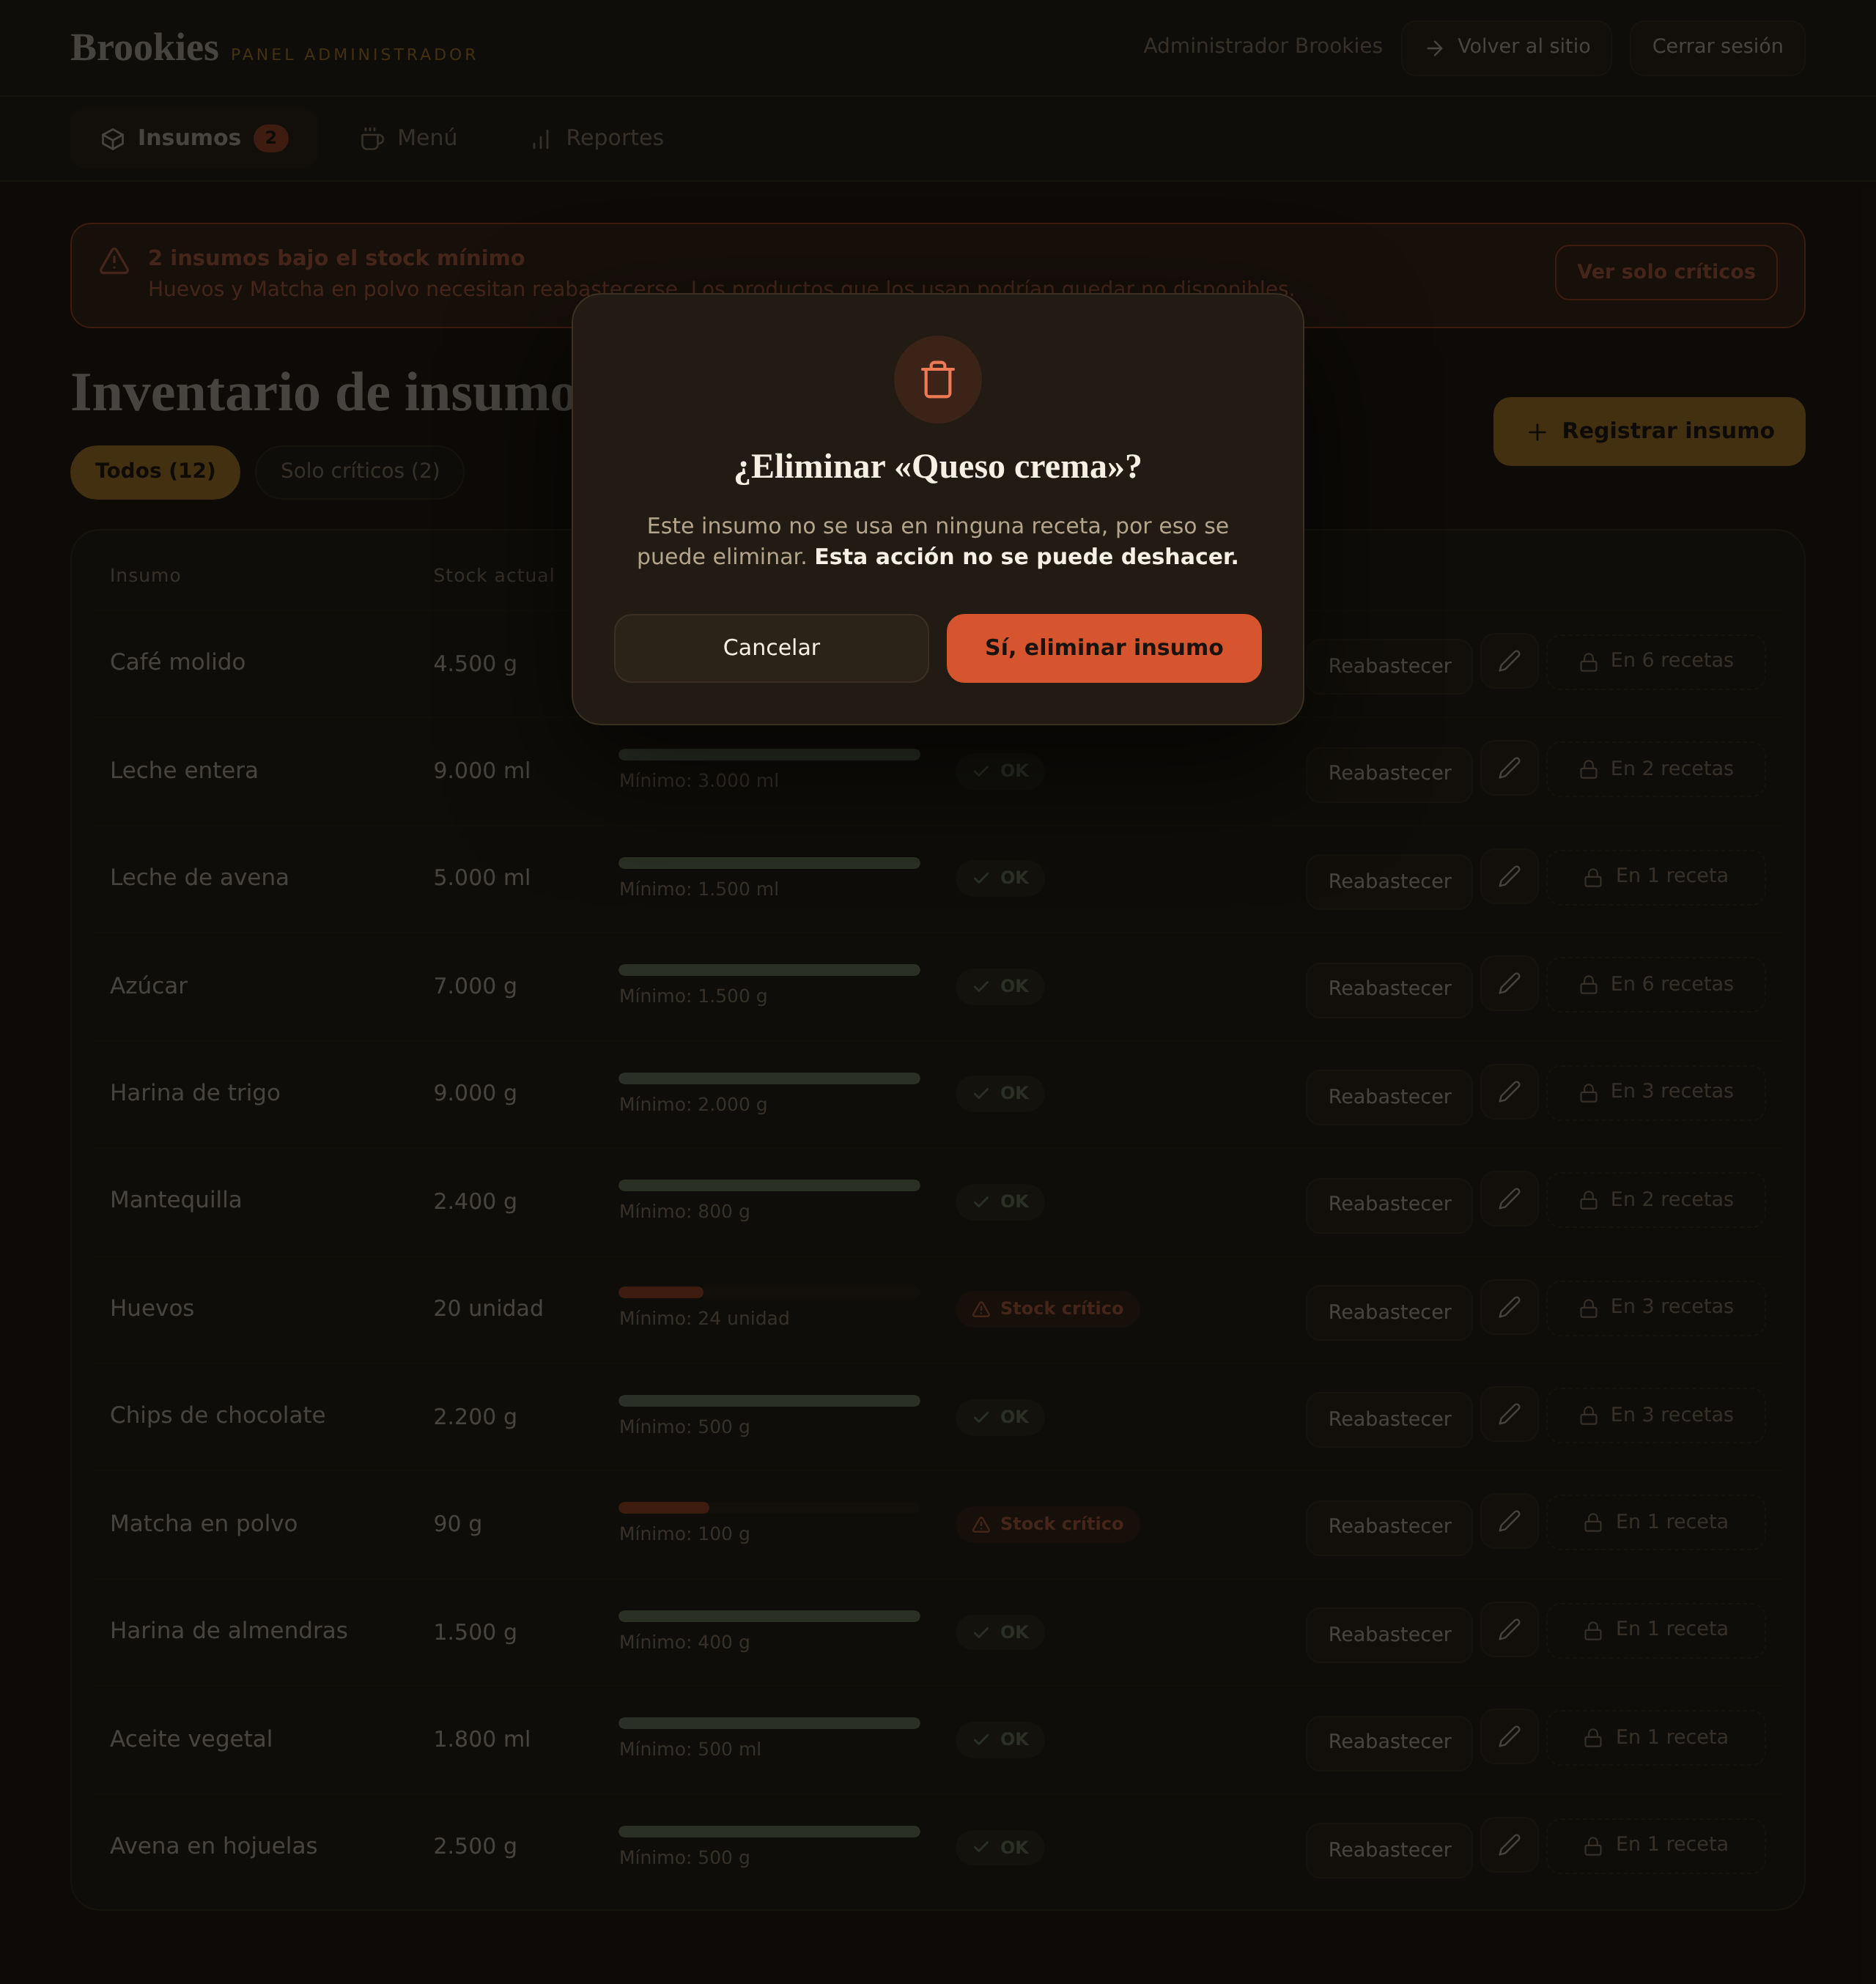 Brookies PANEL ADMINISTRADOR
Administrador Brookies
Volver al sitio
Cerrar sesión
Insumos 2
Menú
Reportes
2 insumos bajo el stock mínimo
Huevos y Matcha en polvo necesitan reabastecerse. Los productos que los usan podrían quedar no disponibles.
Ver solo críticos
Inventario de insumo
Registrar insumo
Todos (12)
Solo críticos (2)
¿Eliminar «Queso crema»?
Este insumo no se usa en ninguna receta, por eso se
puede eliminar. Esta acción no se puede deshacer.
Cancelar
Sí, eliminar insumo
Insumo Stock actual
Café molido 4.500 g Reabastecer En 6 recetas
Leche entera 9.000 ml Mínimo: 3.000 ml OK Reabastecer En 2 recetas
Leche de avena 5.000 ml Mínimo: 1.500 ml OK Reabastecer En 1 receta
Azúcar 7.000 g Mínimo: 1.500 g OK Reabastecer En 6 recetas
Harina de trigo 9.000 g Mínimo: 2.000 g OK Reabastecer En 3 recetas
Mantequilla 2.400 g Mínimo: 800 g OK Reabastecer En 2 recetas
Huevos 20 unidad Mínimo: 24 unidad Stock crítico Reabastecer En 3 recetas
Chips de chocolate 2.200 g Mínimo: 500 g OK Reabastecer En 3 recetas
Matcha en polvo 90 g Mínimo: 100 g Stock crítico Reabastecer En 1 receta
Harina de almendras 1.500 g Mínimo: 400 g OK Reabastecer En 1 receta
Aceite vegetal 1.800 ml Mínimo: 500 ml OK Reabastecer En 1 receta
Avena en hojuelas 2.500 g Mínimo: 500 g OK Reabastecer En 1 receta